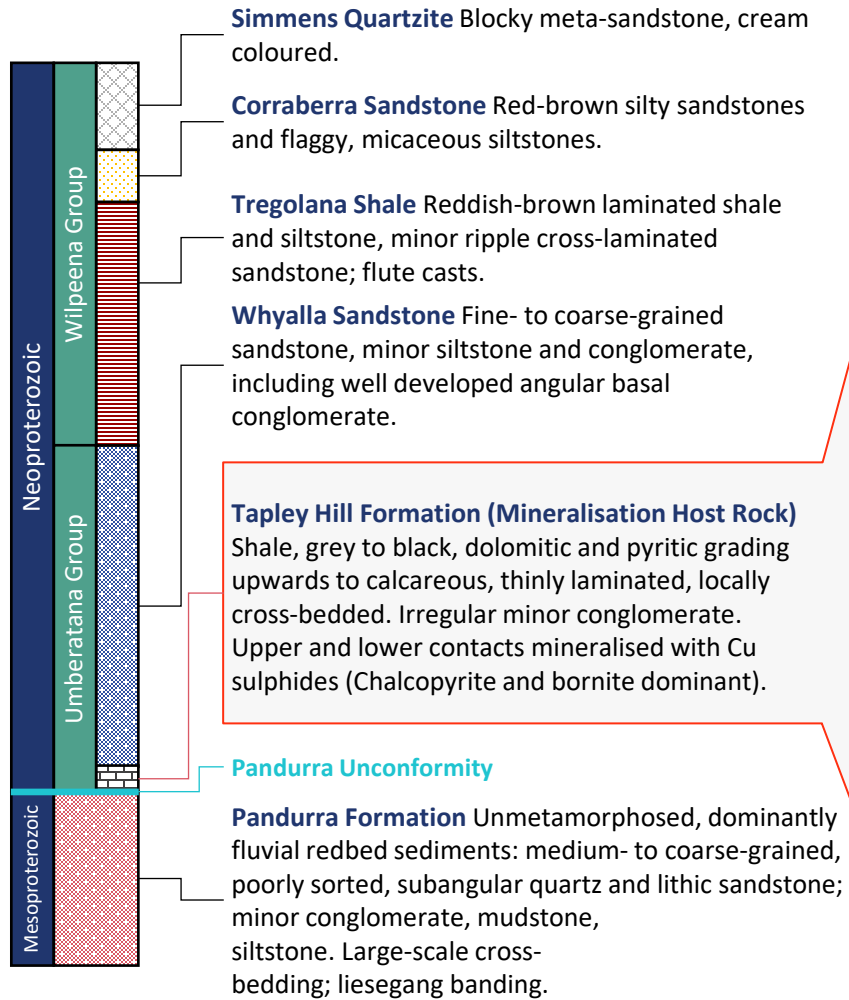 Simmens Quartzite Blocky meta-sandstone, cream
coloured.
Corraberra Sandstone Red-brown silty sandstones
and flaggy, micaceous siltstones.
Tregolana Shale Reddish-brown laminated shale
and siltstone, minor ripple cross-laminated
sandstone; flute casts.
Whyalla Sandstone Fine- to coarse-grained
sandstone, minor siltstone and conglomerate,
including well developed angular basal
conglomerate.
Tapley Hill Formation (Mineralisation Host Rock)
Shale, grey to black, dolomitic and pyritic grading
upwards to calcareous, thinly laminated, locally
cross-bedded. Irregular minor conglomerate.
Upper and lower contacts mineralised with Cu
sulphides (Chalcopyrite and bornite dominant).
Pandurra Unconformity
Pandurra Formation Unmetamorphosed, dominantly
fluvial redbed sediments: medium- to coarse-grained,
poorly sorted, subangular quartz and lithic sandstone;
minor conglomerate, mudstone,
siltstone. Large-scale cross-
bedding; liesegang banding.
Neoproterozoic
Mesoproterozoic
Wilpeena Group
Umberatana Group